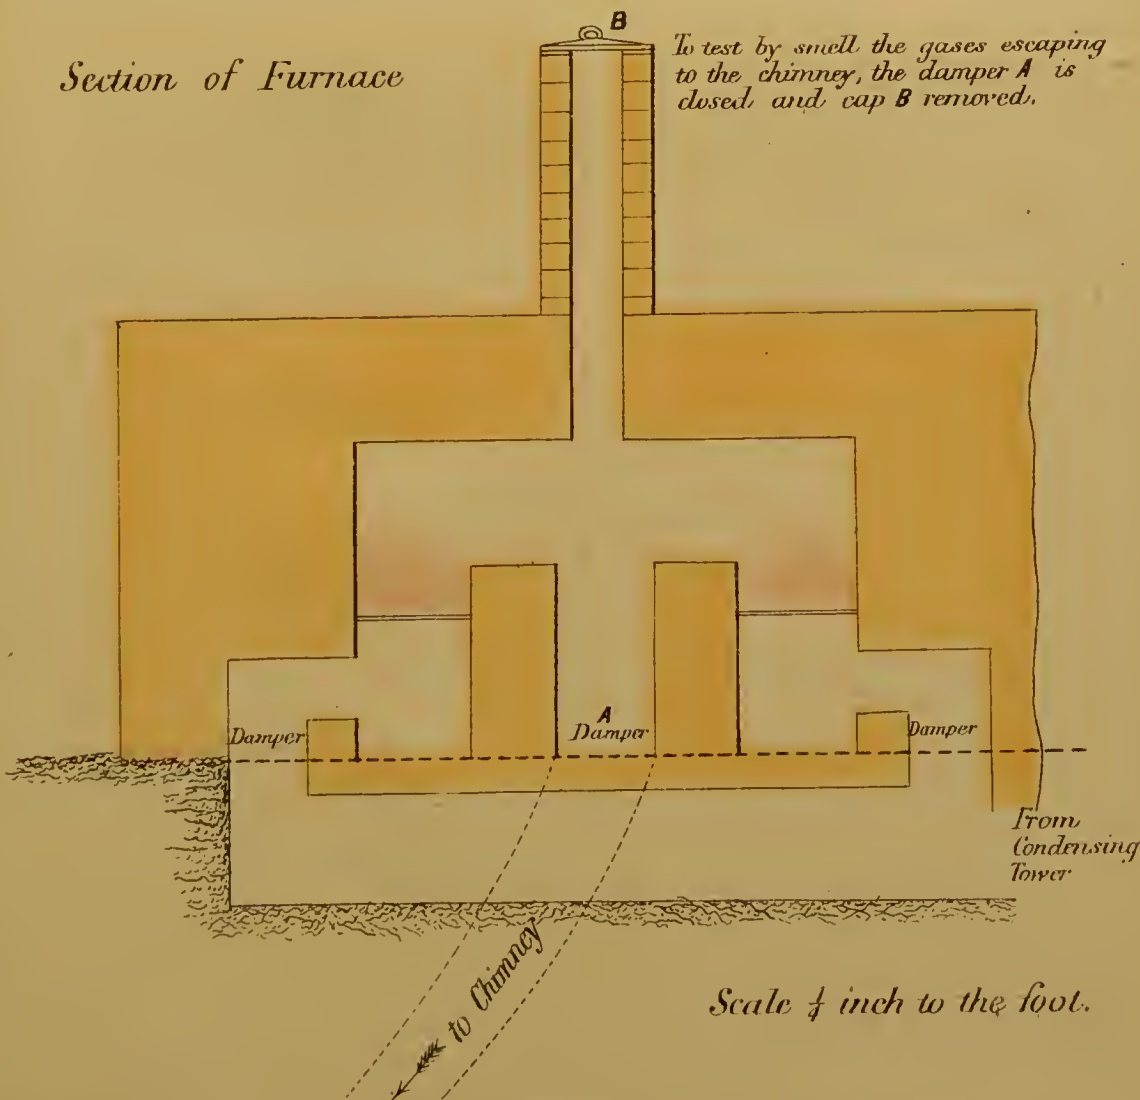 B
Section of Furnace
To test by smell the gases escaping
to the chimney, the damper A is
closed and cap B removed.
Damper
A
Damper
Damper
From
Condensing
Tower
to Chimney
Scale ¼ inch to the foot.